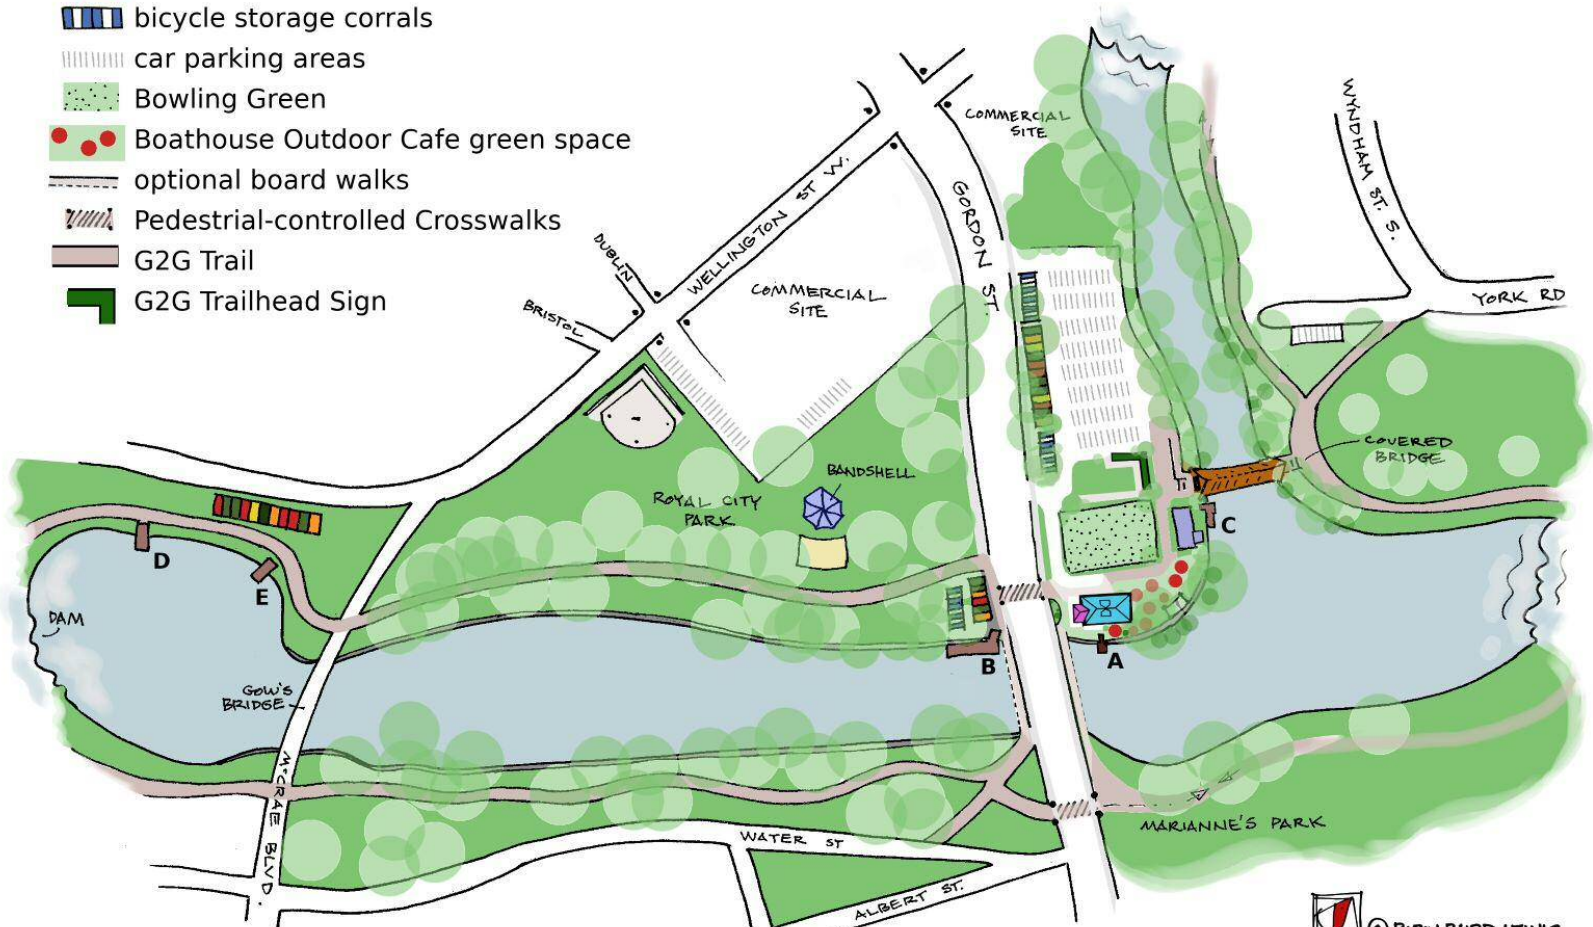 bicycle storage corrals
car parking areas
Bowling Green
Boathouse Outdoor Cafe green space
optional board walks
Pedestrial-controlled Crosswalks
G2G Trail
G2G Trailhead Sign
COMMERCIAL
SITE
WYNDHAM ST. S.
YORK RD
GORDON ST.
WELLINGTON ST W.
DUBLIN
BRISTOL
COMMERCIAL
SITE
COVERED
BRIDGE
BANDSHELL
ROYAL CITY
PARK
C
D
E
B
A
DAM
GOW'S
BRIDGE
MCCRAE BLVD.
WATER ST
ALBERT ST.
MARIANNE'S PARK